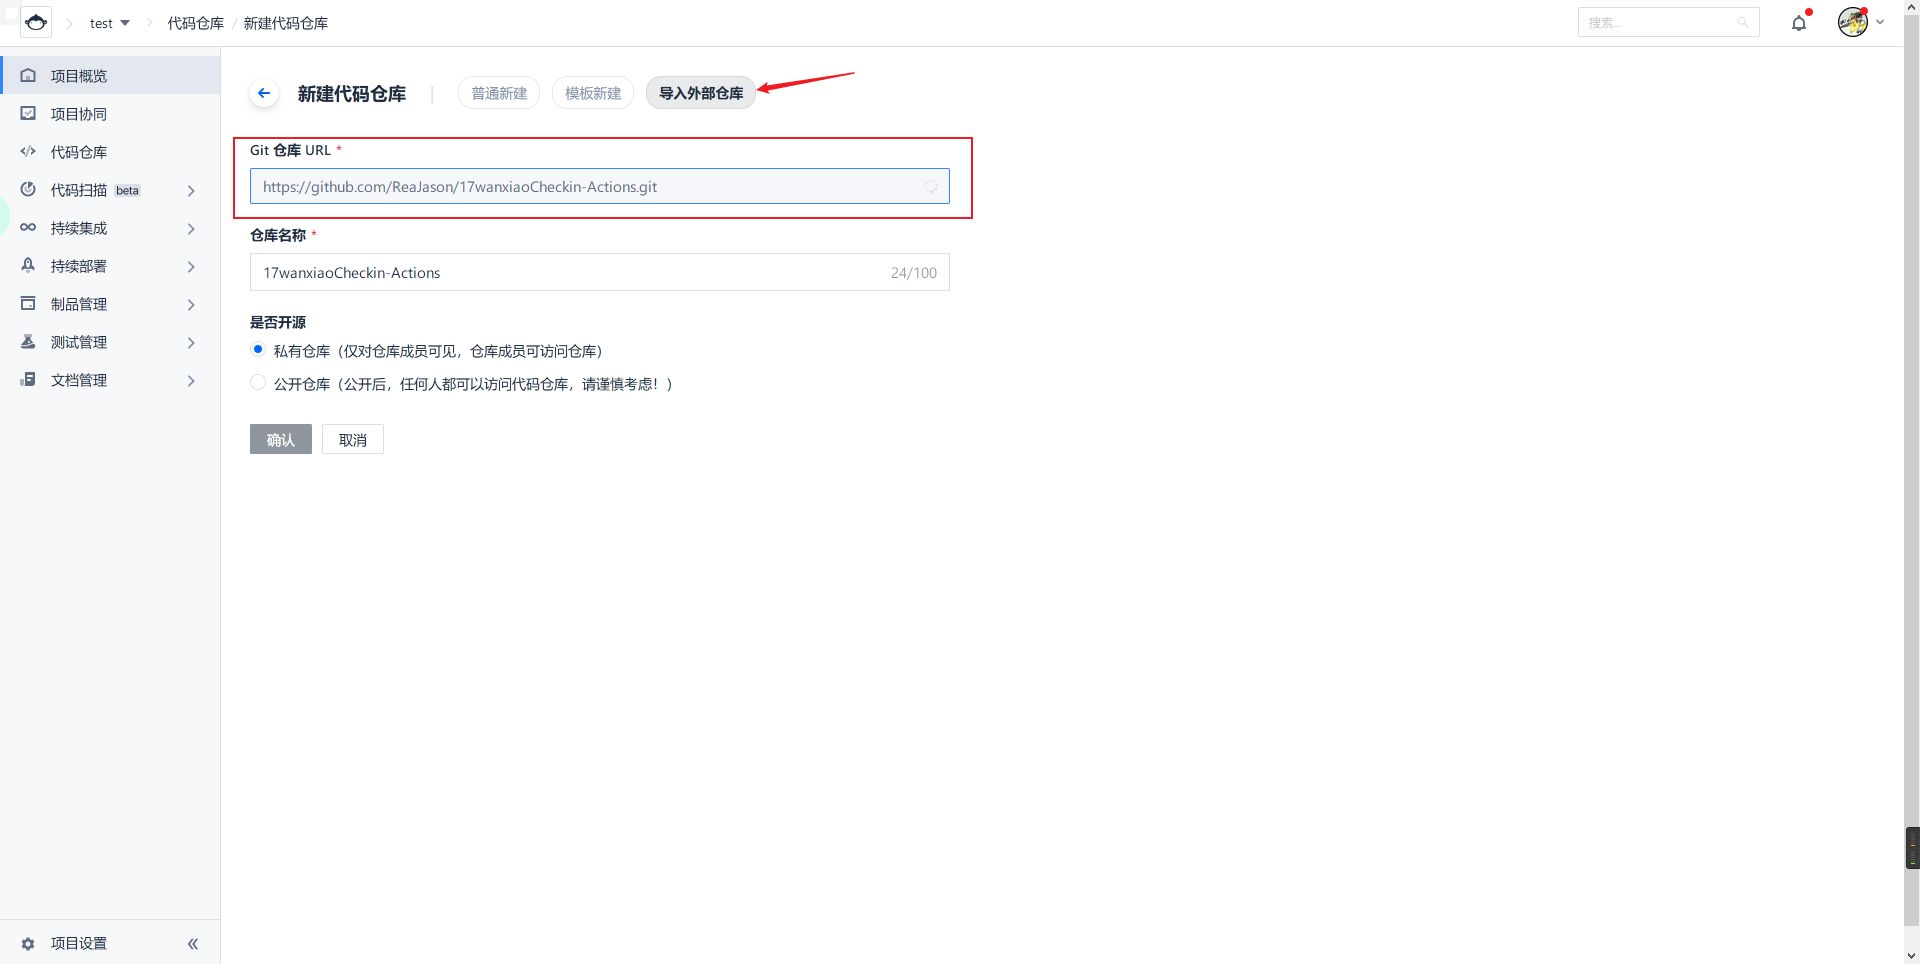 test
代码仓库 / 新建代码仓库
搜索...
项目概览
项目协同
代码仓库
代码扫描 beta
持续集成
持续部署
制品管理
测试管理
文档管理
项目设置
新建代码仓库
普通新建
模板新建
导入外部仓库
Git 仓库 URL *
https://github.com/ReaJason/17wanxiaoCheckin-Actions.git
仓库名称 *
17wanxiaoCheckin-Actions 24/100
是否开源
私有仓库（仅对仓库成员可见，仓库成员可访问仓库）
公开仓库（公开后，任何人都可以访问代码仓库，请谨慎考虑！）
确认 取消